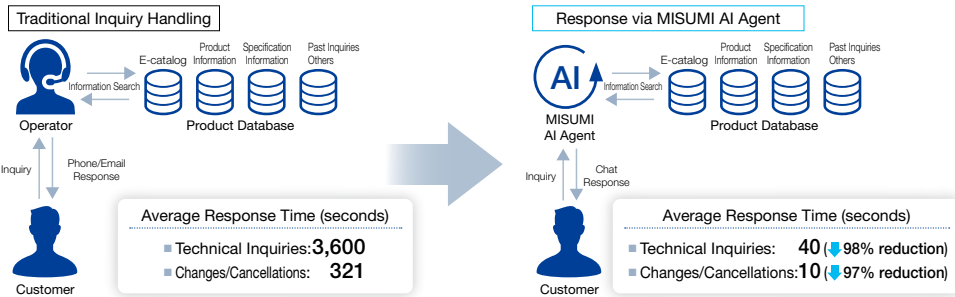 Traditional Inquiry Handling
E-catalog
Product
Information
Specification
Information
Past Inquiries
Others
Information Search
Operator
Product Database
Inquiry
Phone/Email
Response
Customer
Average Response Time (seconds)
Technical Inquiries: 3,600
Changes/Cancellations: 321
Response via MISUMI AI Agent
AI
E-catalog
Product
Information
Specification
Information
Past Inquiries
Others
Information Search
MISUMI
AI Agent
Product Database
Inquiry
Chat
Response
Customer
Average Response Time (seconds)
Technical Inquiries: 40 (⬇98% reduction)
Changes/Cancellations: 10 (⬇97% reduction)